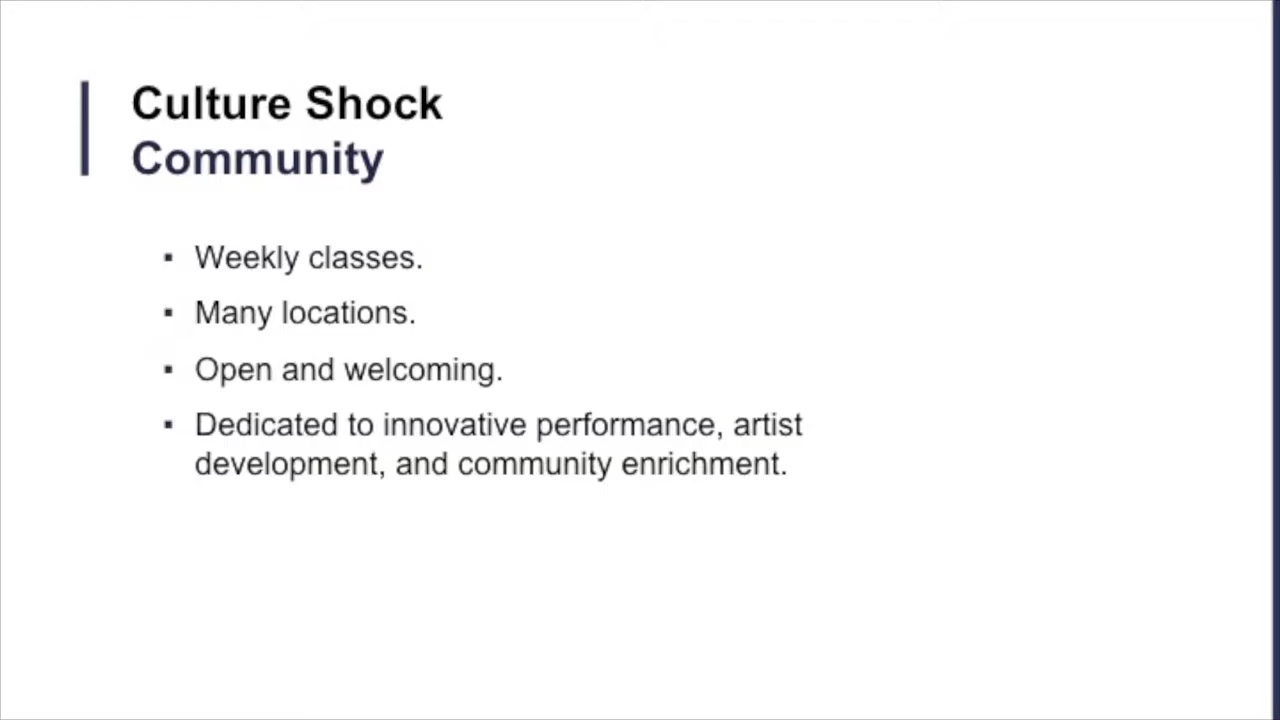 Culture Shock
Community
▪ Weekly classes.
▪ Many locations.
▪ Open and welcoming.
▪ Dedicated to innovative performance, artist
development, and community enrichment.